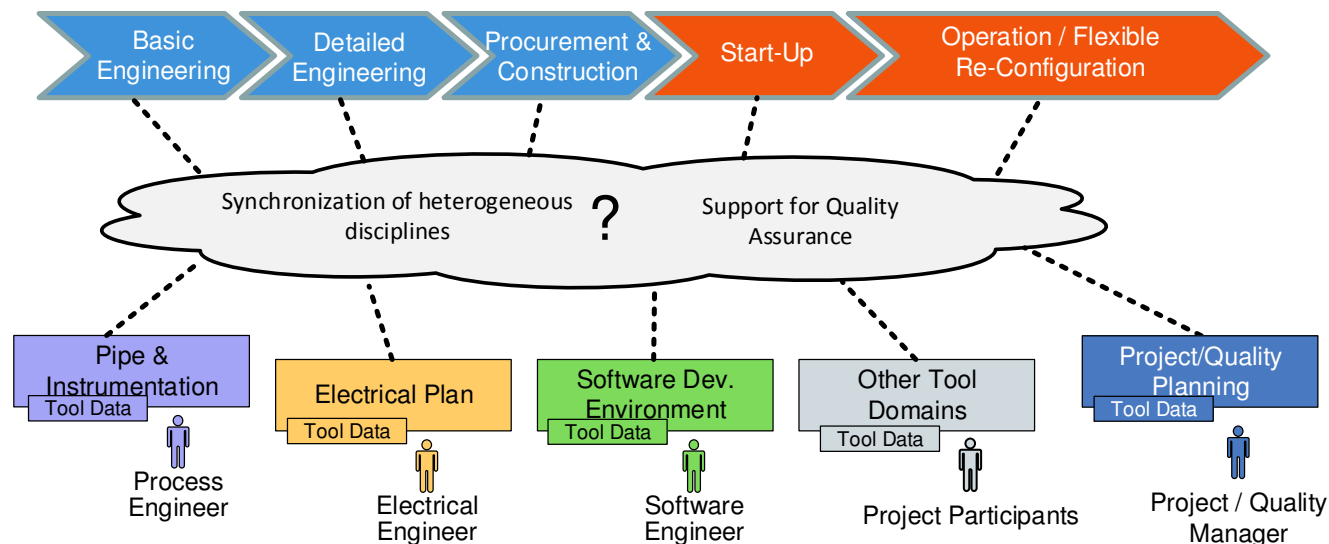 Basic
Engineering
Detailed
Engineering
Procurement &
Construction
Start-Up
Operation / Flexible
Re-Configuration
Synchronization of heterogeneous
disciplines
?
Support for Quality
Assurance
Pipe &
Instrumentation
Tool Data
Process
Engineer
Electrical Plan
Tool Data
Electrical
Engineer
Software Dev.
Environment
Tool Data
Software
Engineer
Other Tool
Domains
Tool Data
Project Participants
Project/Quality
Planning
Tool Data
Project / Quality
Manager